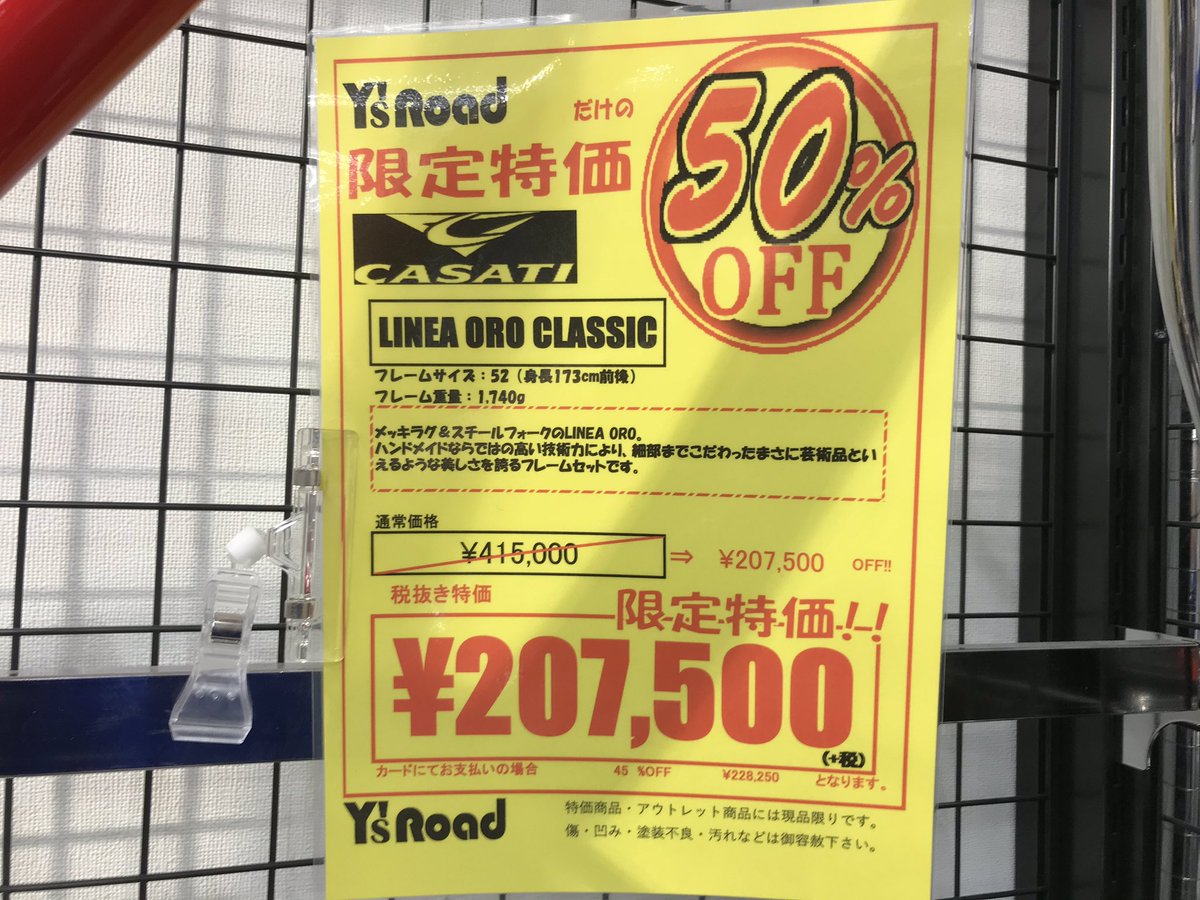 Y'sRoad だけの
限定特価
50%
OFF
CASATI
LINEA ORO CLASSIC
フレームサイズ：52（身長173cm前後）
フレーム重量：1,740g
メッキラグ＆スチールフォークのLINEA ORO。
ハンドメイドならではの高い技術力により、細部までこだわったまさに芸術品とい
えるような美しさを誇るフレームセットです。
通常価格
¥415,000 ⇒ ¥207,500 OFF!!
税抜き特価
限定特価!!
¥207,500
（+税）
カードにてお支払いの場合 45 %OFF ¥228,250 となります。
Y'sRoad
特価商品・アウトレット商品には現品限りです。
傷・凹み・塗装不良・汚れなどは御容赦下さい。